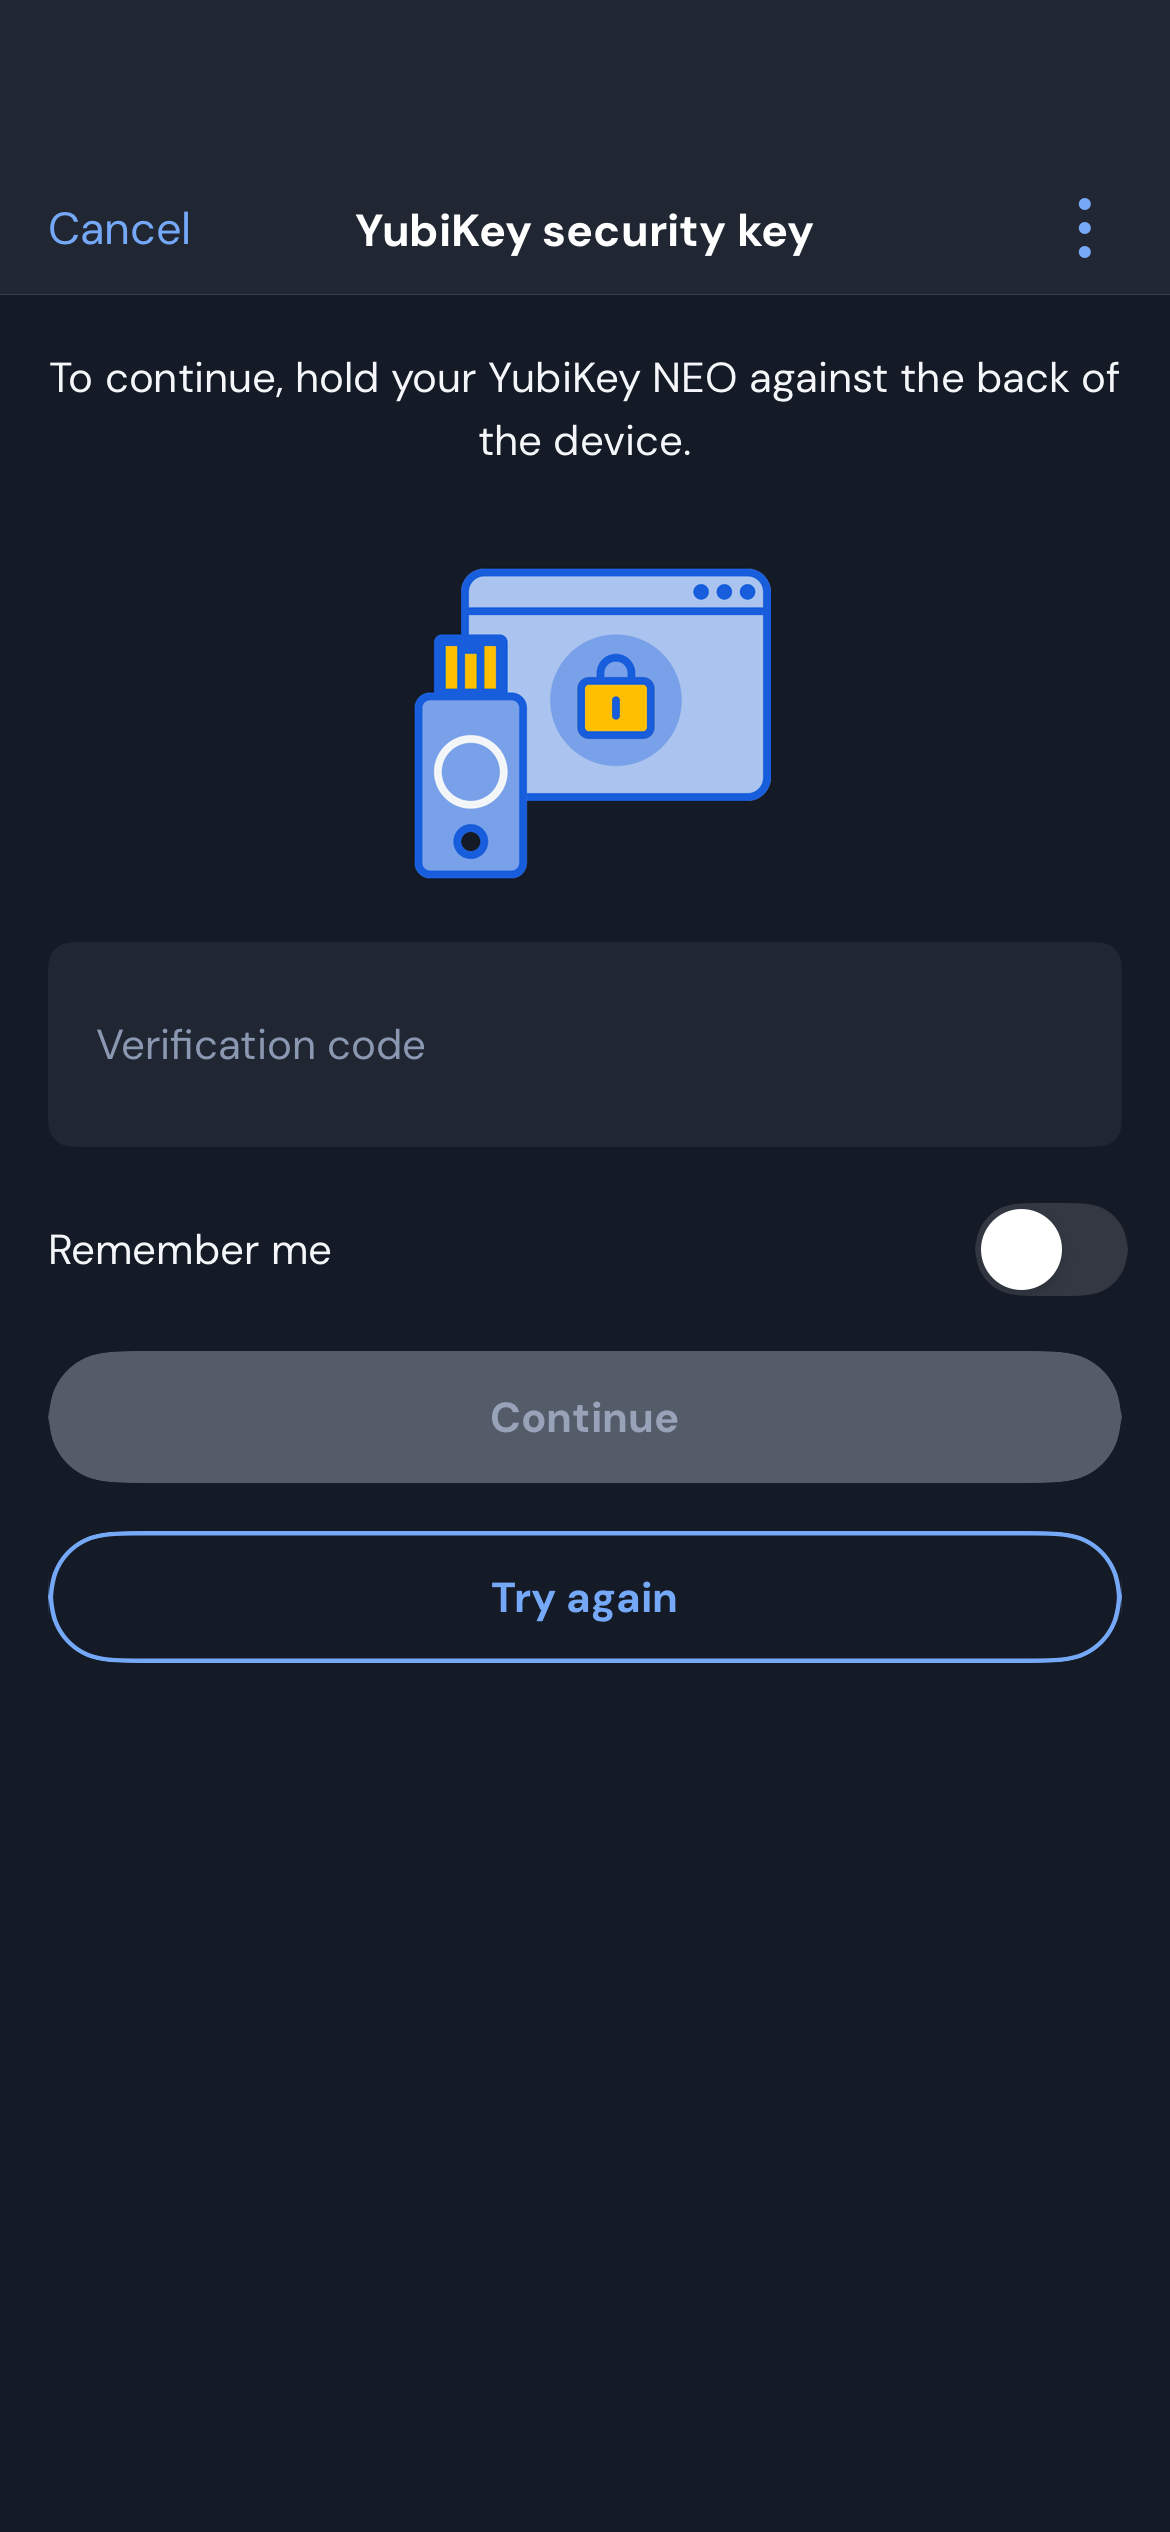 Cancel
YubiKey security key
To continue, hold your YubiKey NEO against the back of
the device.
Verification code
Remember me
Continue
Try again